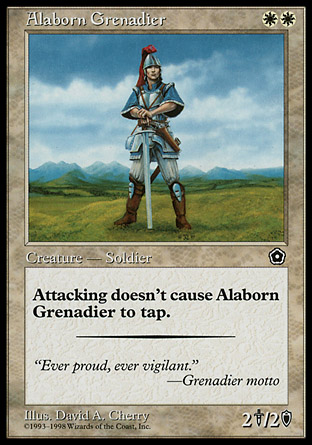 Alaborn Grenadier
Creature — Soldier
Attacking doesn't cause Alaborn
Grenadier to tap.
"Ever proud, ever vigilant."
—Grenadier motto
Illus. David A. Cherry
©1993-1998 Wizards of the Coast, Inc.
2/2